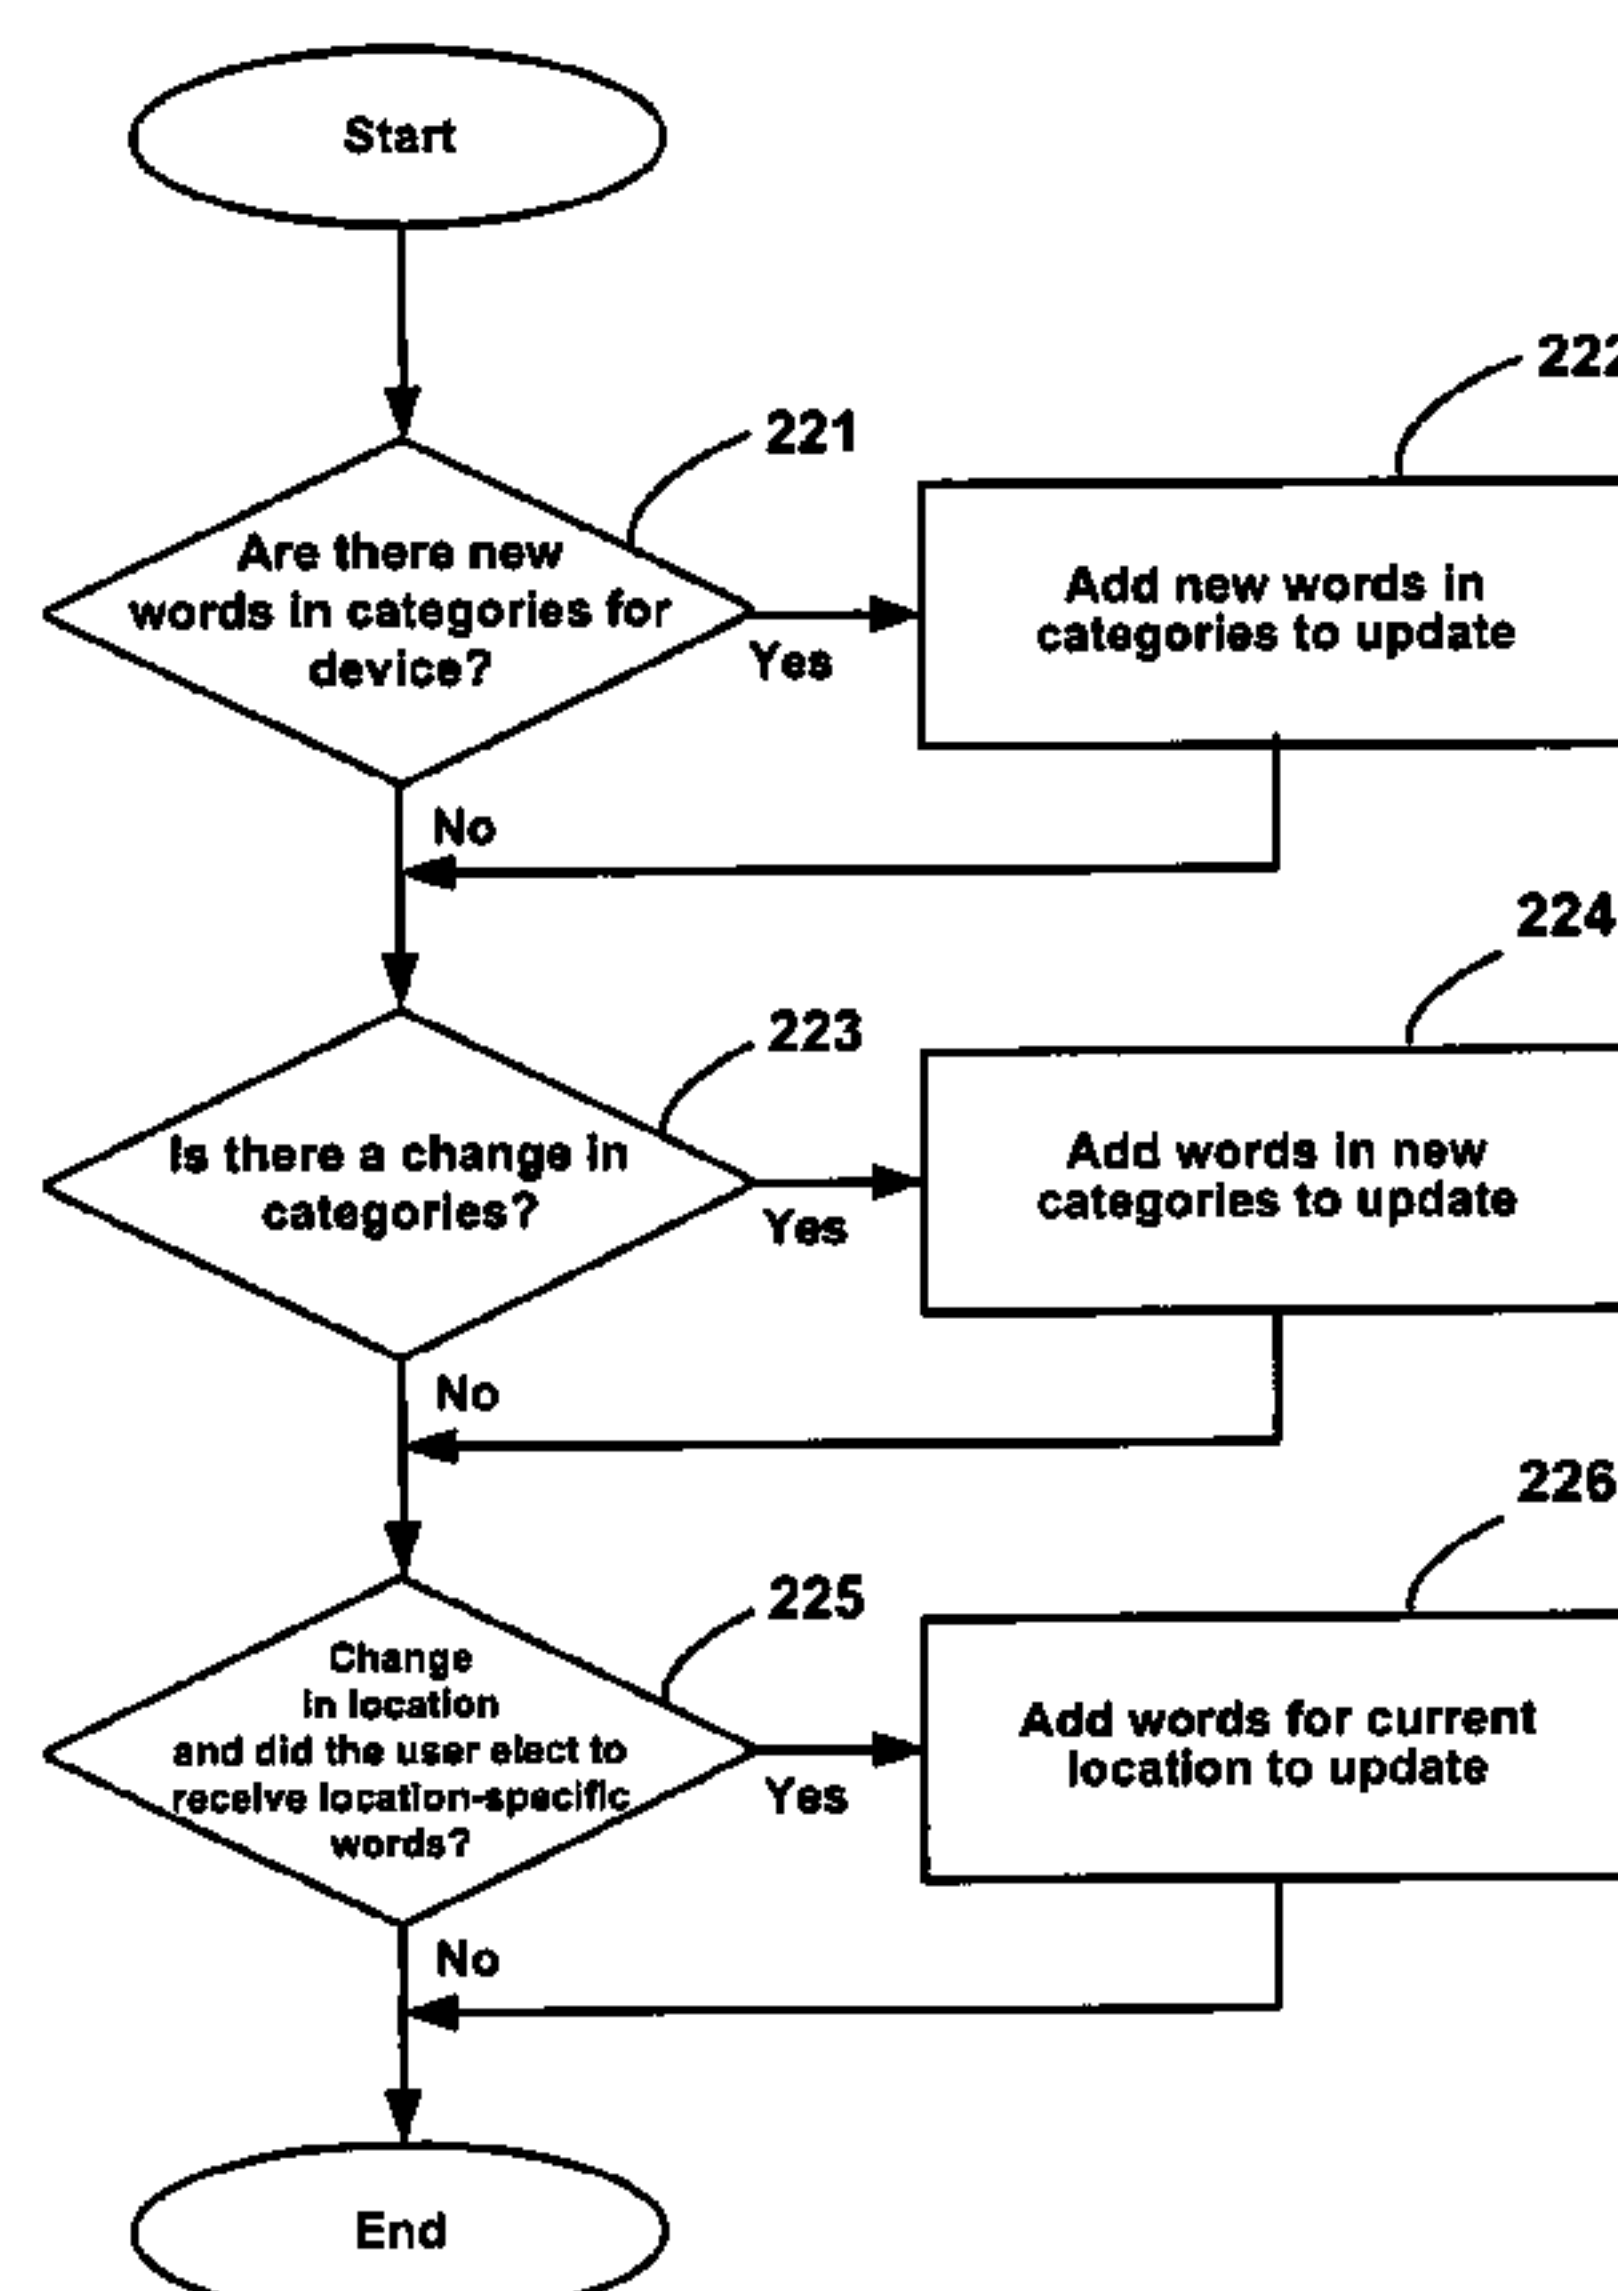 Start
222
221
Are there new
words in categories for
device?
Yes
Add new words in
categories to update
No
224
223
Is there a change in
categories?
Yes
Add words in new
categories to update
No
226
225
Change
in location
and did the user elect to
receive location-specific
words?
Yes
Add words for current
location to update
No
End